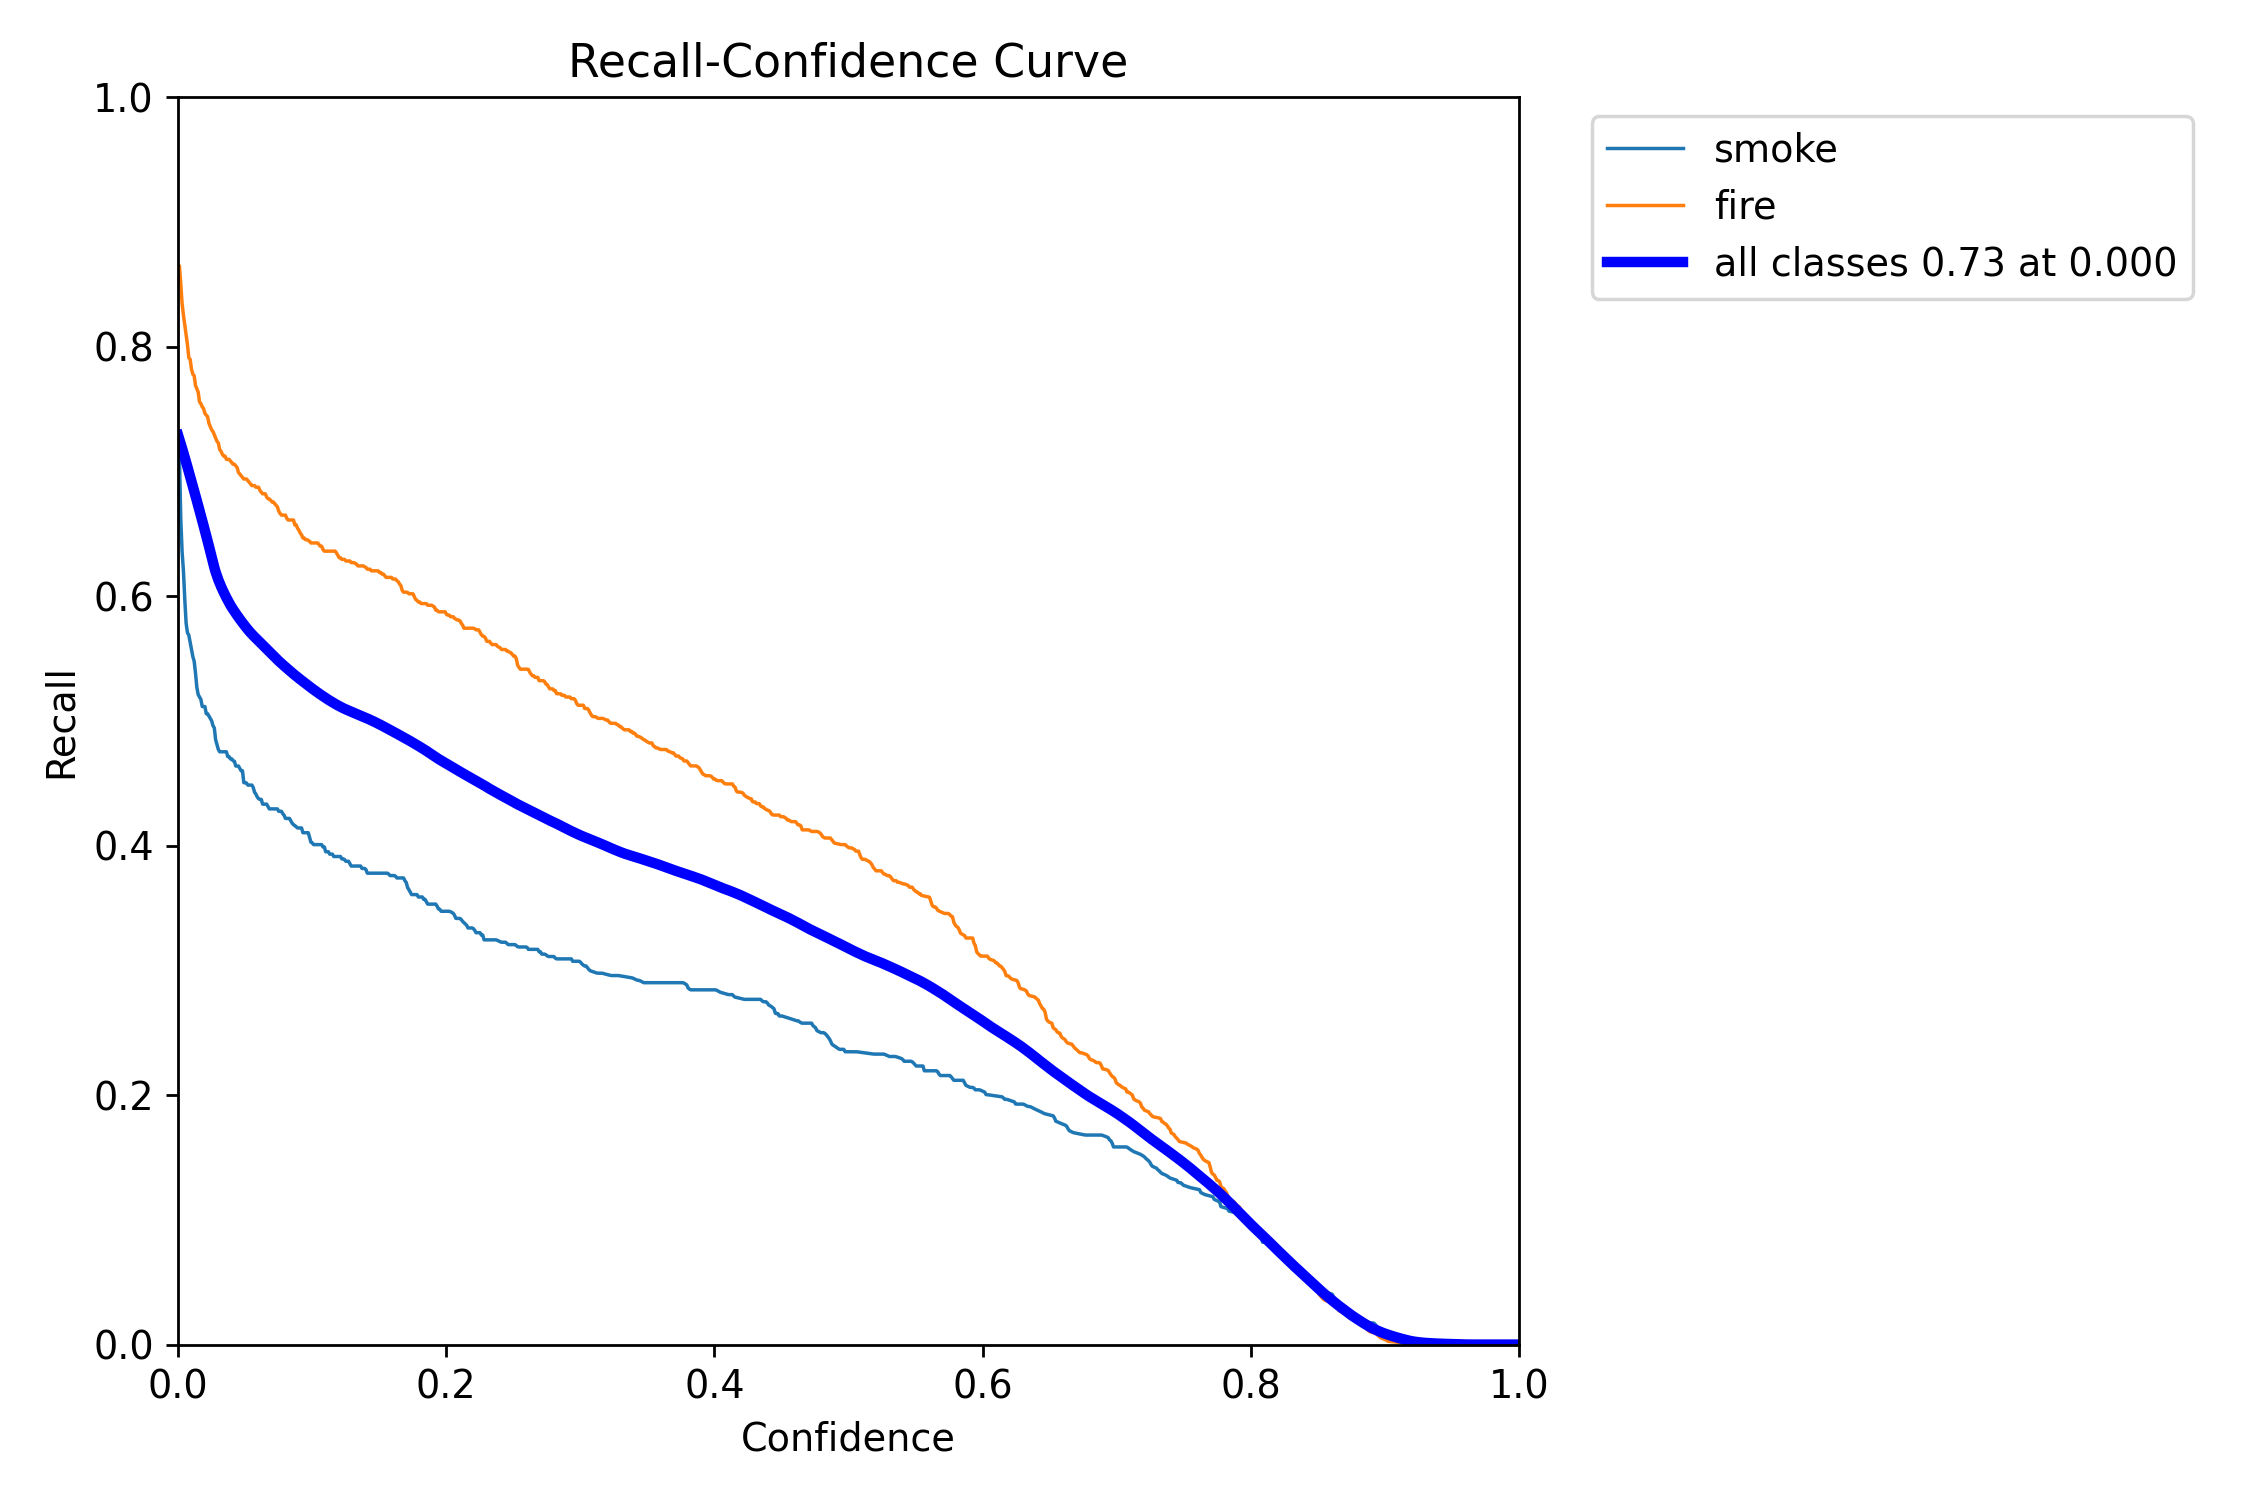 Recall-Confidence Curve
1.0
0.8
0.6
0.4
0.2
0.0
Recall
0.0 0.2 0.4 0.6 0.8 1.0
Confidence
smoke
fire
all classes 0.73 at 0.000